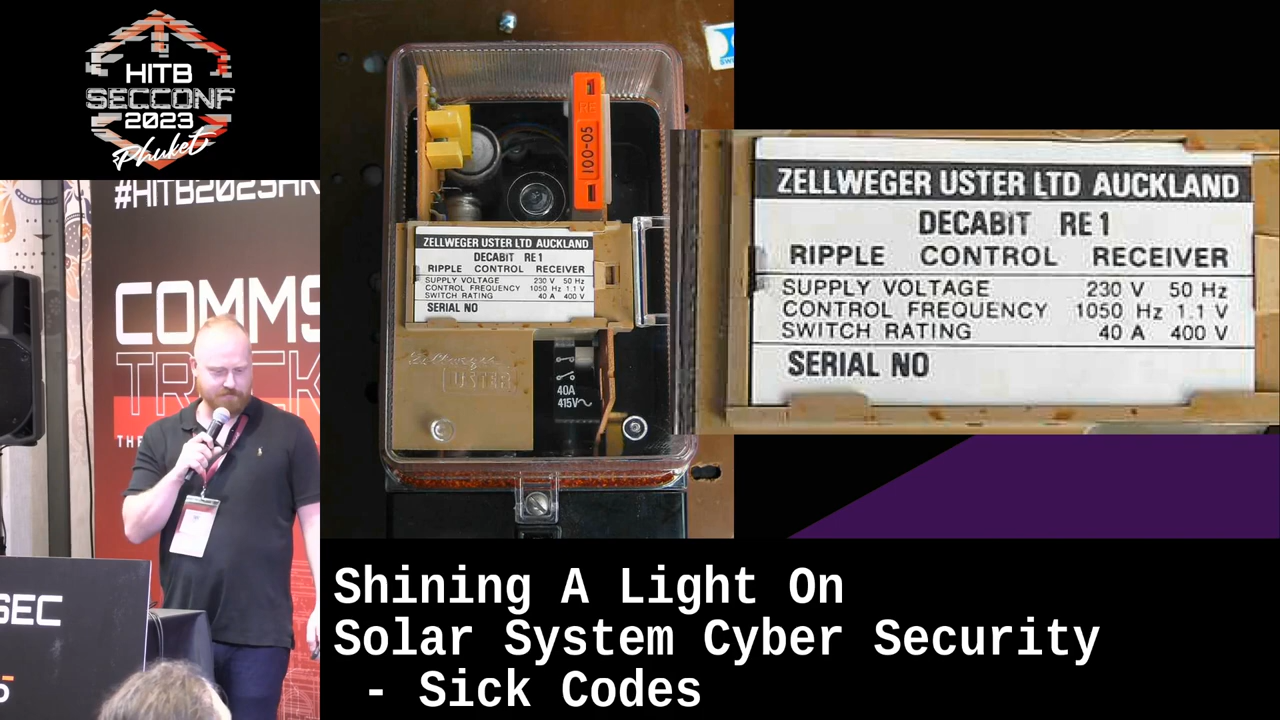 HITB
SECCONF
2023
Phuket
#HITB2023HK
COMMS
TRACK
THE
SEC
5
RE
100-05
ZELLWEGER USTER LTD AUCKLAND
DECABIT RE1
RIPPLE CONTROL RECEIVER
SUPPLY VOLTAGE 230 V 50 Hz
CONTROL FREQUENCY 1050 Hz 1.1 V
SWITCH RATING 40 A 400 V
SERIAL NO
Zellweger
USTER
40A
415V~
ZELLWEGER USTER LTD AUCKLAND
DECABIT RE1
RIPPLE CONTROL RECEIVER
SUPPLY VOLTAGE 230 V 50 Hz
CONTROL FREQUENCY 1050 Hz 1.1 V
SWITCH RATING 40 A 400 V
SERIAL NO
Shining A Light On
Solar System Cyber Security
- Sick Codes